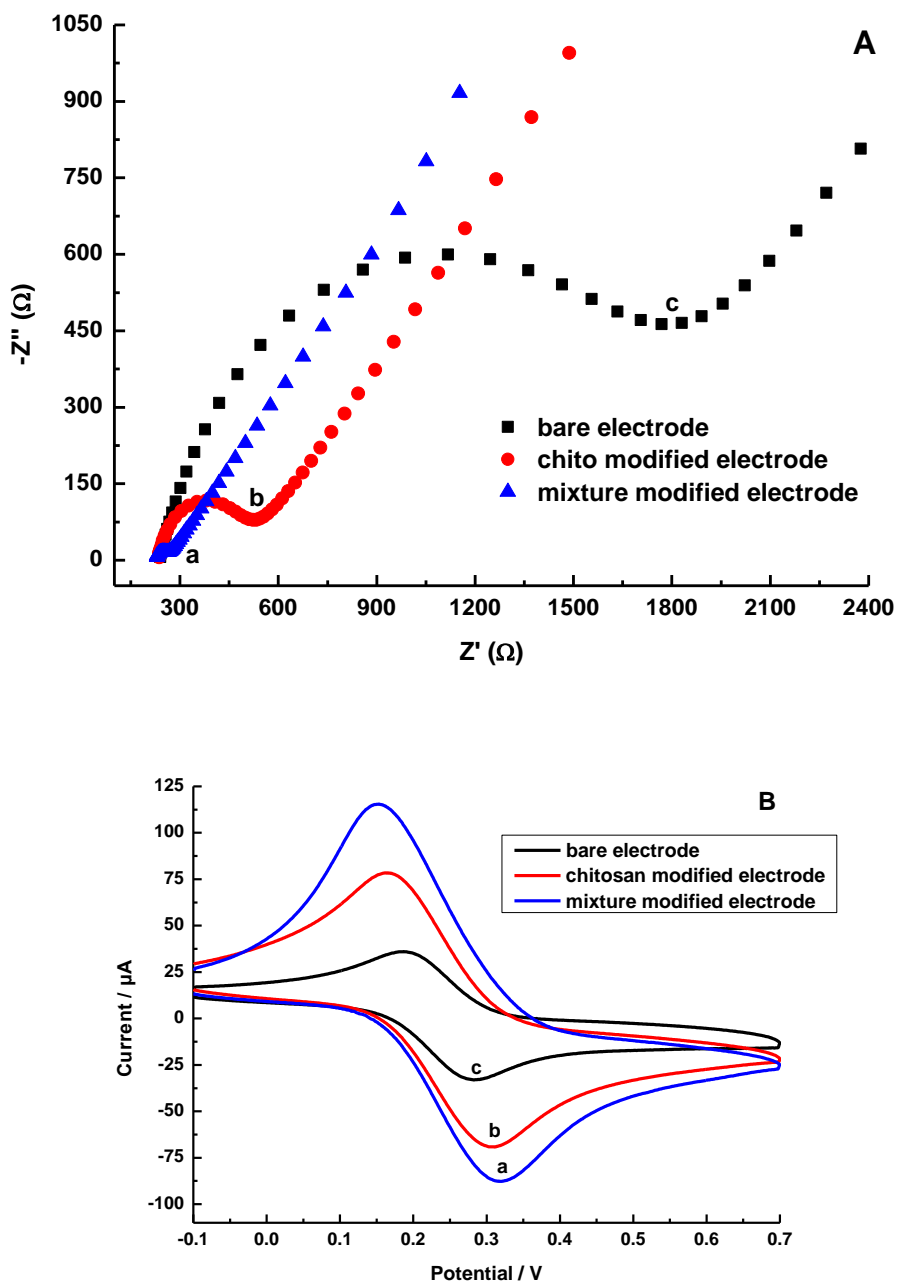 A
1050
900
750
600
450
300
150
0
-Z'' (Ω)
c
b
a
bare electrode
chito modified electrode
mixture modified electrode
300 600 900 1200 1500 1800 2100 2400
Z' (Ω)
B
125
100
75
50
25
0
-25
-50
-75
-100
Current / µA
bare electrode
chitosan modified electrode
mixture modified electrode
c
b
a
-0.1 0.0 0.1 0.2 0.3 0.4 0.5 0.6 0.7
Potential / V